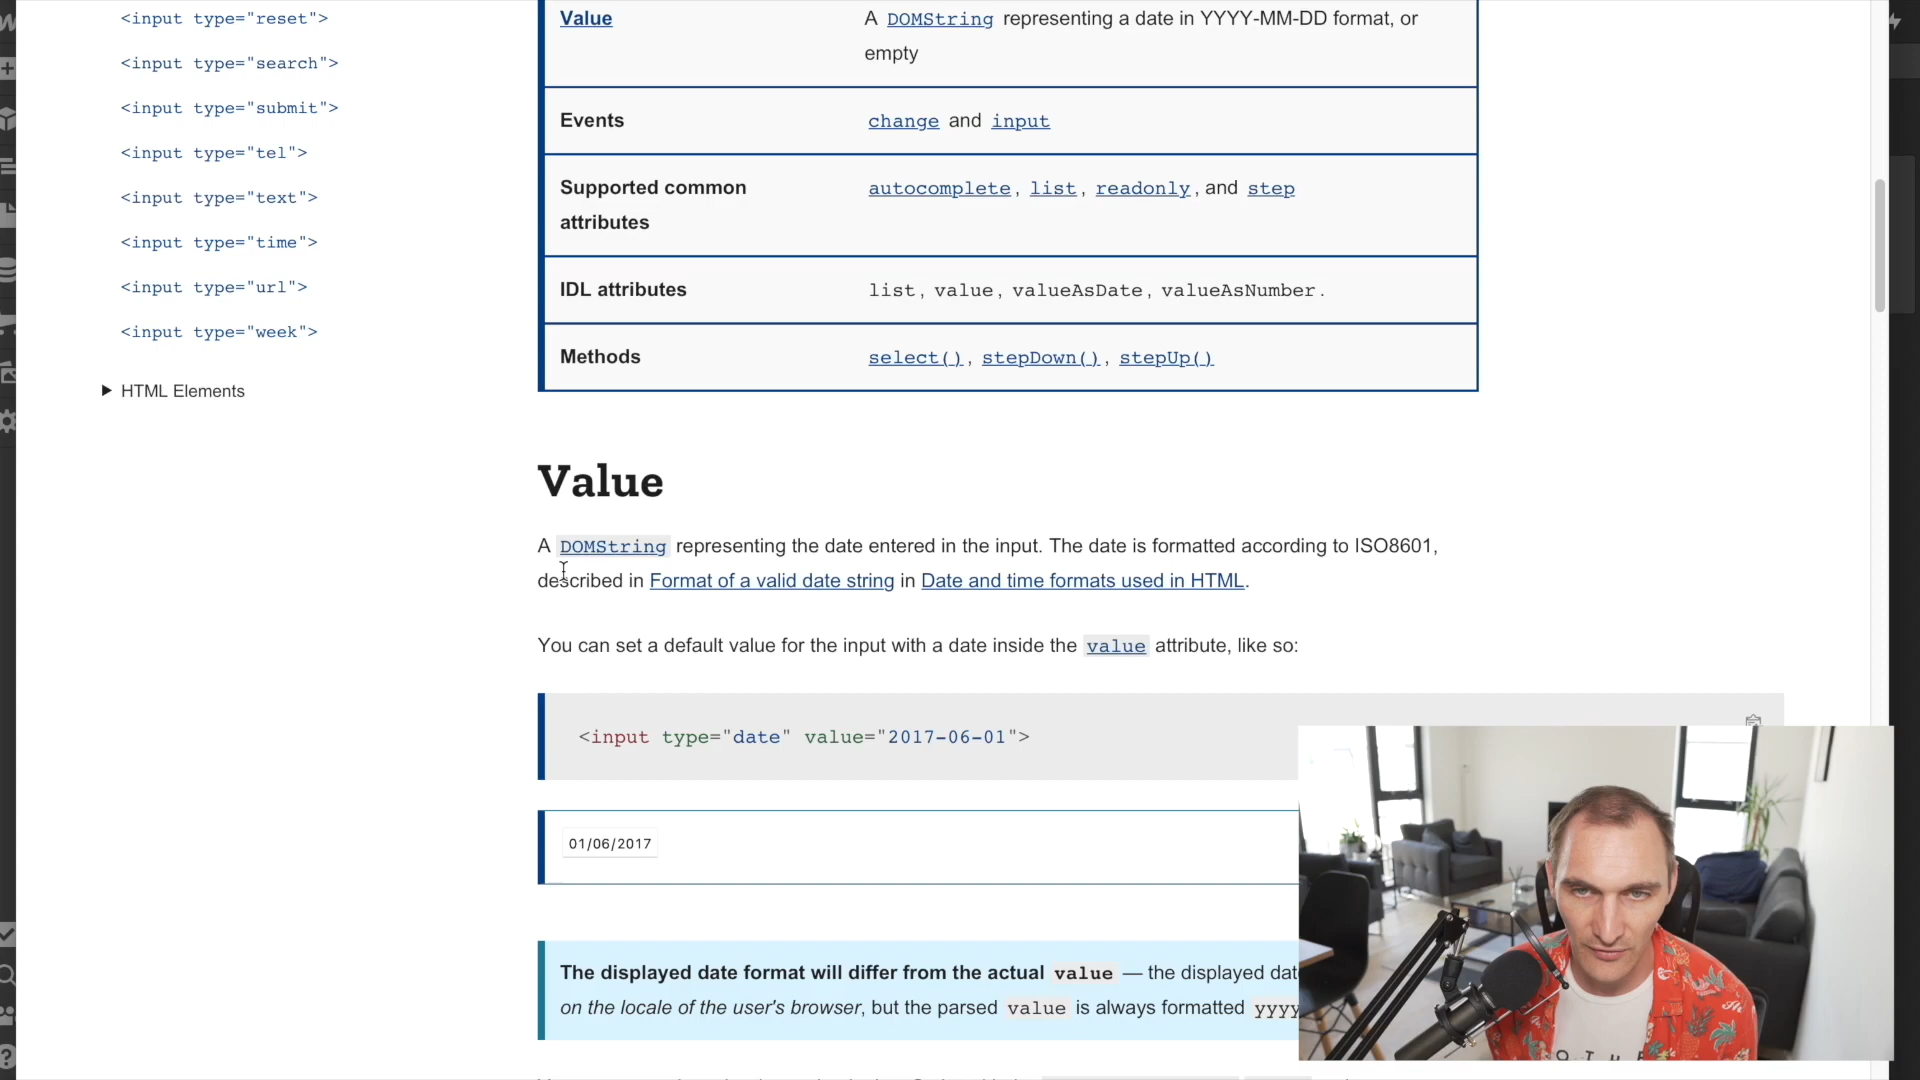 <input type="reset">
<input type="search">
<input type="submit">
<input type="tel">
<input type="text">
<input type="time">
<input type="url">
<input type="week">
HTML Elements
Value A DOMString representing a date in YYYY-MM-DD format, or
empty
Events change and input
Supported common autocomplete, list, readonly, and step
attributes
IDL attributes list, value, valueAsDate, valueAsNumber.
Methods select(), stepDown(), stepUp()
Value
A DOMString representing the date entered in the input. The date is formatted according to ISO8601,
described in Format of a valid date string in Date and time formats used in HTML.
You can set a default value for the input with a date inside the value attribute, like so:
<input type="date" value="2017-06-01">
01/06/2017
The displayed date format will differ from the actual value — the displayed dat
on the locale of the user's browser, but the parsed value is always formatted yyyy